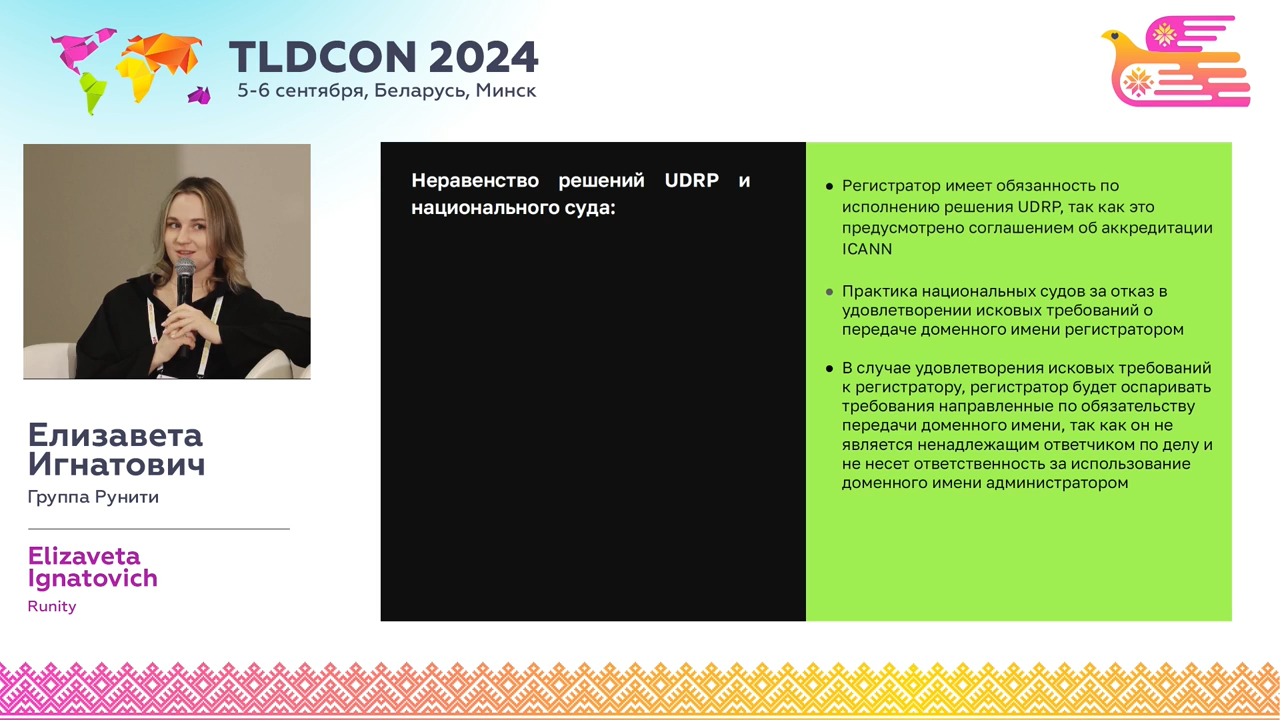 TLDCON 2024
5-6 сентября, Беларусь, Минск
Елизавета
Игнатович
Группа Рунити
Elizaveta
Ignatovich
Runity
Неравенство решений UDRP и
национального суда:
● Регистратор имеет обязанность по
исполнению решения UDRP, так как это
предусмотрено соглашением об аккредитации
ICANN
● Практика национальных судов за отказ в
удовлетворении исковых требований о
передаче доменного имени регистратором
● В случае удовлетворения исковых требований
к регистратору, регистратор будет оспаривать
требования направленные по обязательству
передачи доменного имени, так как он не
является ненадлежащим ответчиком по делу и
не несет ответственность за использование
доменного имени администратором